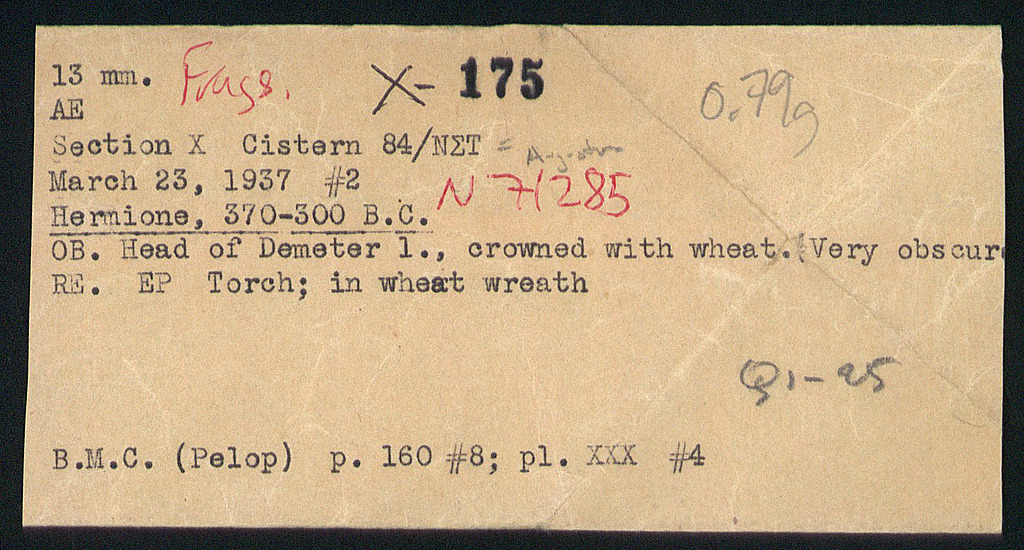 13 mm. Frags. X- 175 0.79g
AE
Section X Cistern 84/ΝΣΤ =
March 23, 1937 #2 N 71285
Hermione, 370-300 B.C.
OB. Head of Demeter l., crowned with wheat. (Very obscure
RE. EP Torch; in wheat wreath
Q1-25
B.M.C. (Pelop) p. 160 #8; pl. XXX #4